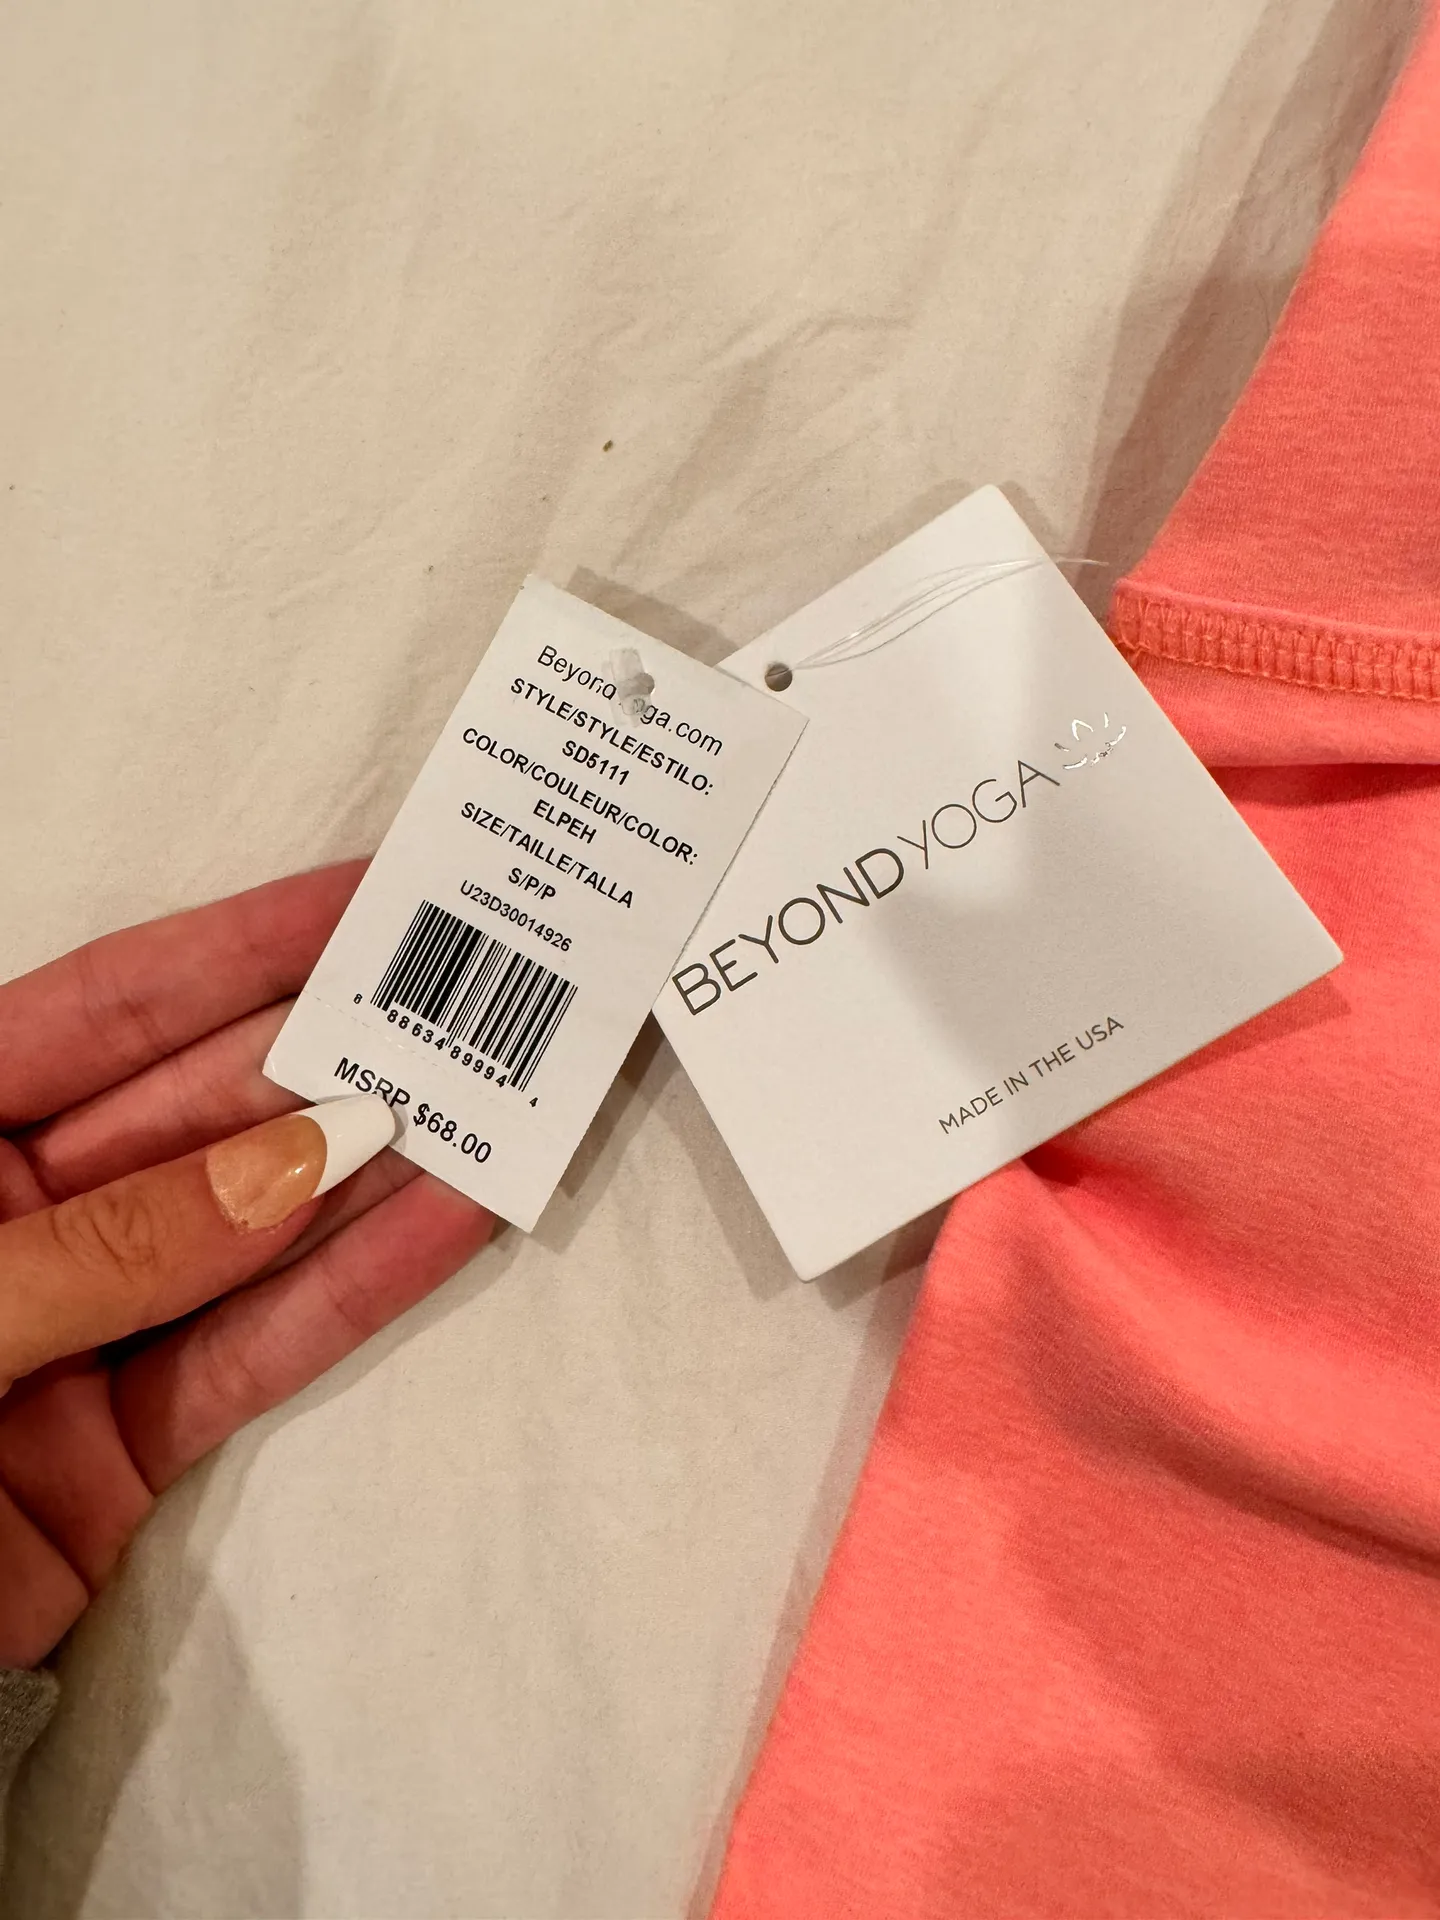 BeyondYoga.com
STYLE/STYLE/ESTILO:
SD5111
COLOR/COULEUR/COLOR:
ELPEH
SIZE/TAILLE/TALLA
S/P/P
U23D30014926
8 88634 89994 4
MSRP $68.00
BEYOND YOGA
MADE IN THE USA